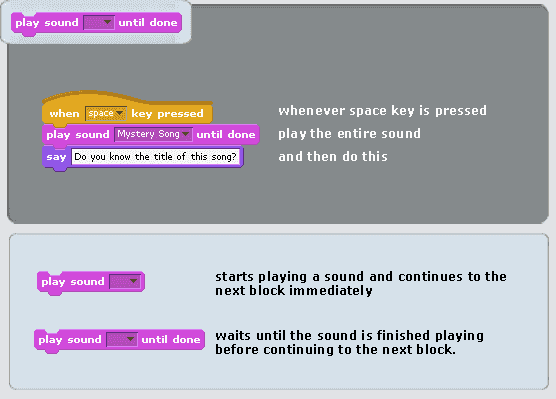 play sound until done
when space key pressed
whenever space key is pressed
play sound Mystery Song until done
play the entire sound
say Do you know the title of this song?
and then do this
play sound
starts playing a sound and continues to the
next block immediately
play sound until done
waits until the sound is finished playing
before continuing to the next block.